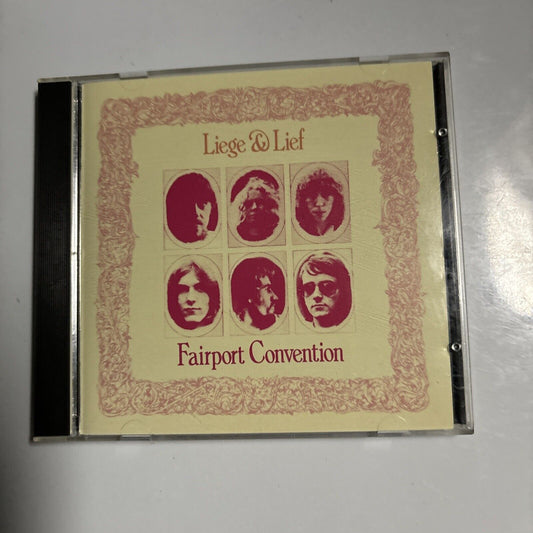 Liege & Lief
Fairport Convention